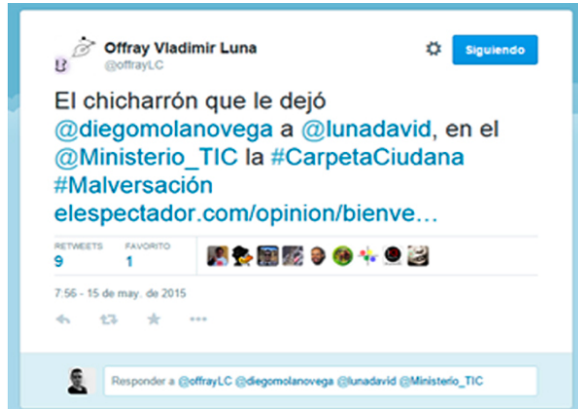 Offray Vladimir Luna
@offrayLC
Siguiendo
El chicharrón que le dejó
@diegomolanovega a @lunadavid, en el
@Ministerio_TIC la #CarpetaCiudana
#Malversación
elespectador.com/opinion/bienve…
RETWEETS FAVORITO
9 1
7:56 - 15 de may. de 2015
Responder a @offrayLC @diegomolanovega @lunadavid @Ministerio_TIC